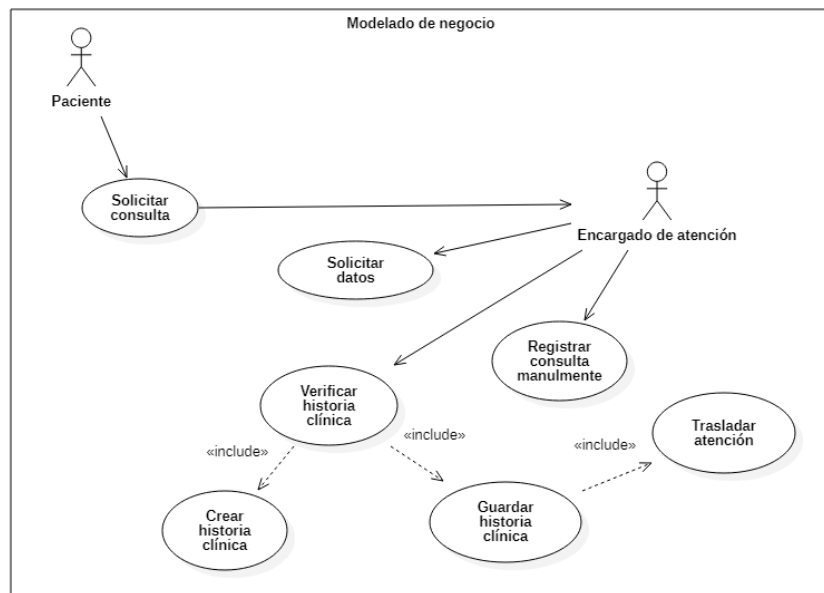 Modelado de negocio
Paciente
Solicitar
consulta
Encargado de atención
Solicitar
datos
Registrar
consulta
manulmente
Verificar
historia
clínica
Trasladar
atención
«include»
«include»
«include»
Crear
historia
clínica
Guardar
historia
clínica